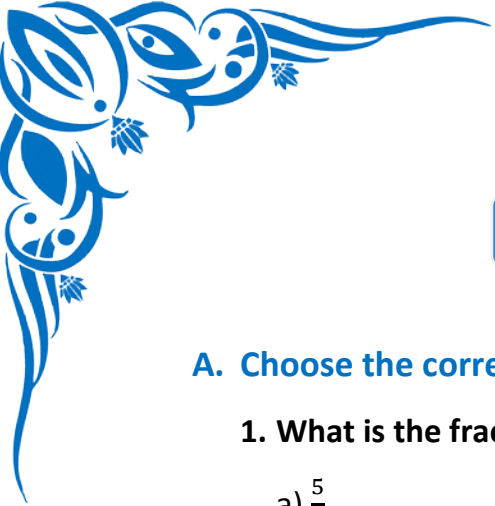 A. Choose the corre
1. What is the frac
a) 5